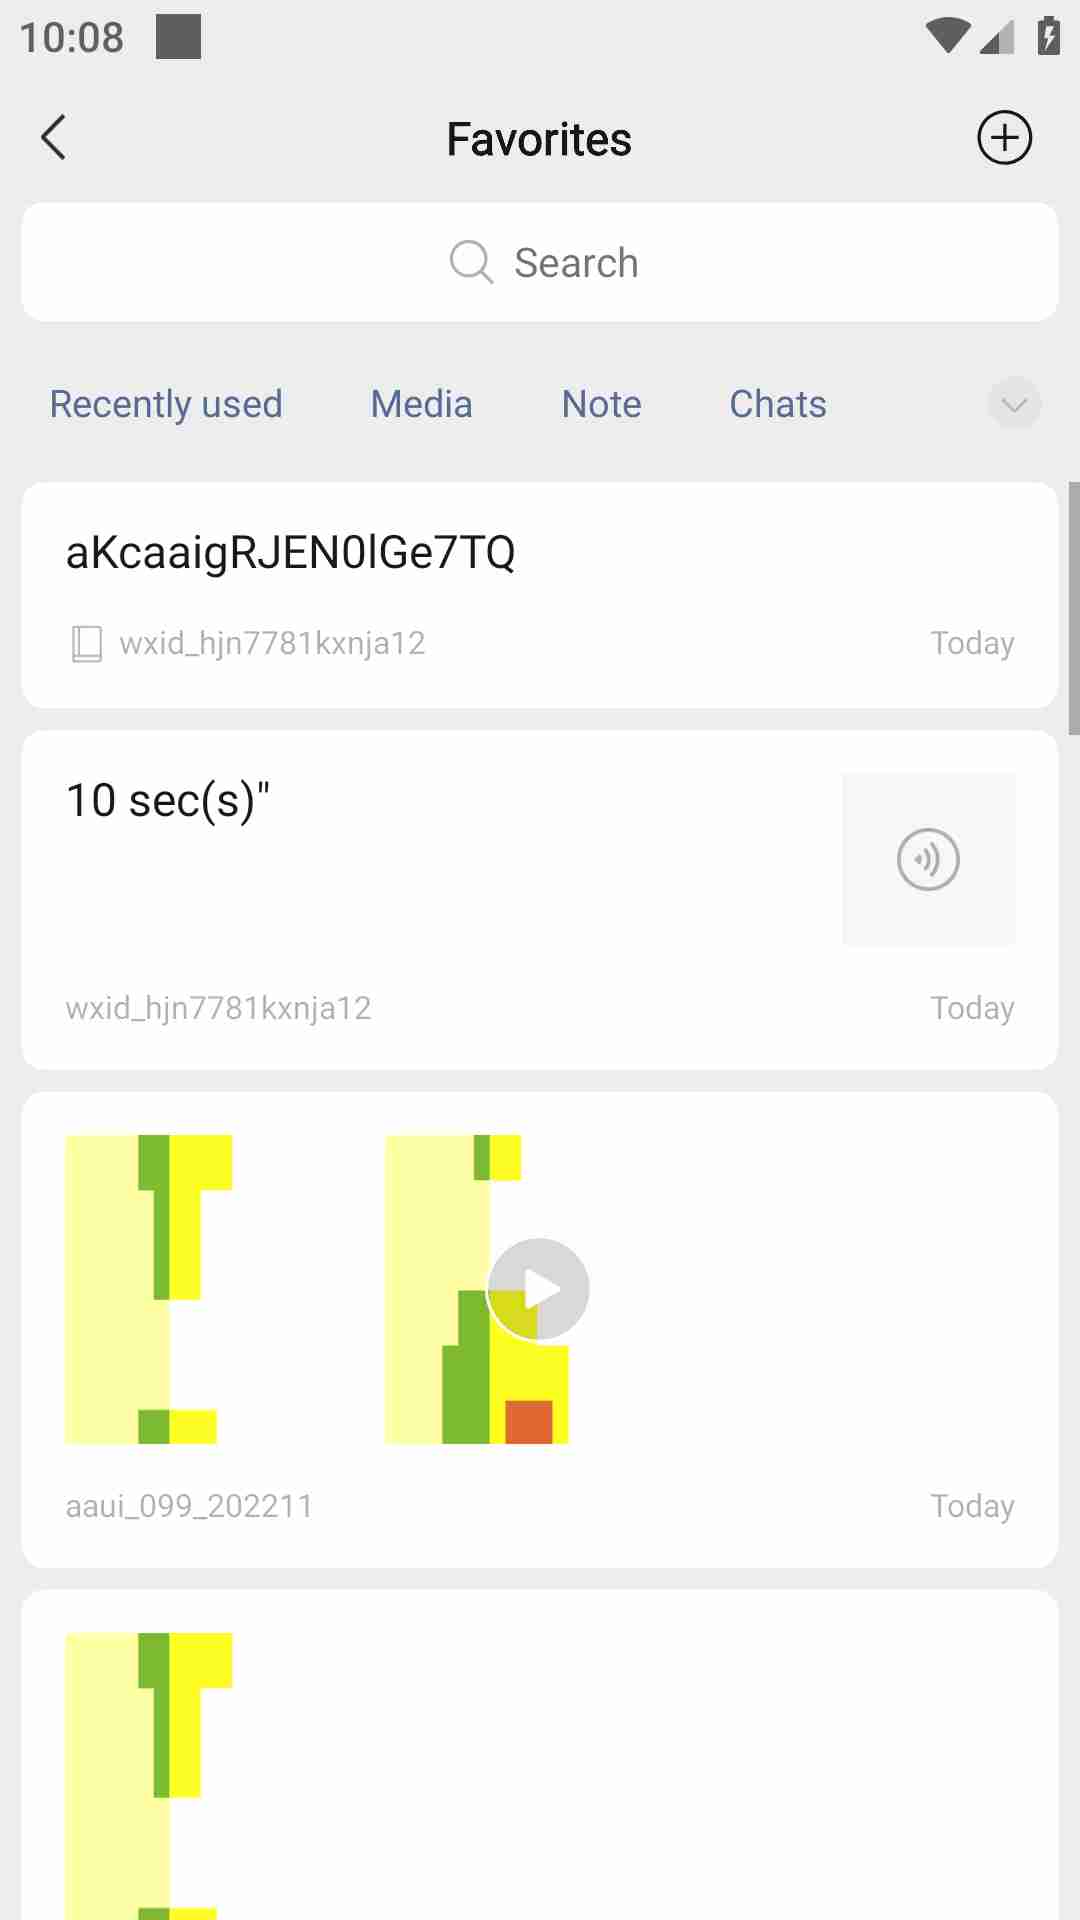 10:08
Favorites
Search
Recently used Media Note Chats
aKcaaigRJEN0lGe7TQ
wxid_hjn7781kxnja12 Today
10 sec(s)"
wxid_hjn7781kxnja12 Today
aaui_099_202211 Today